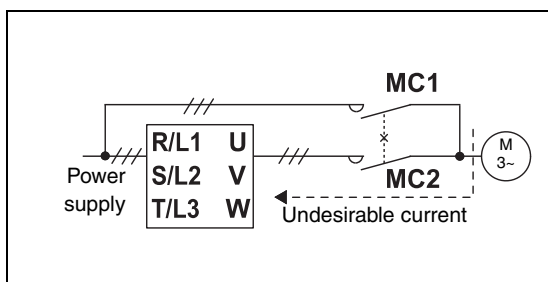 MC1
R/L1 U
S/L2 V
T/L3 W
Power
supply
MC2
M
3~
Undesirable current